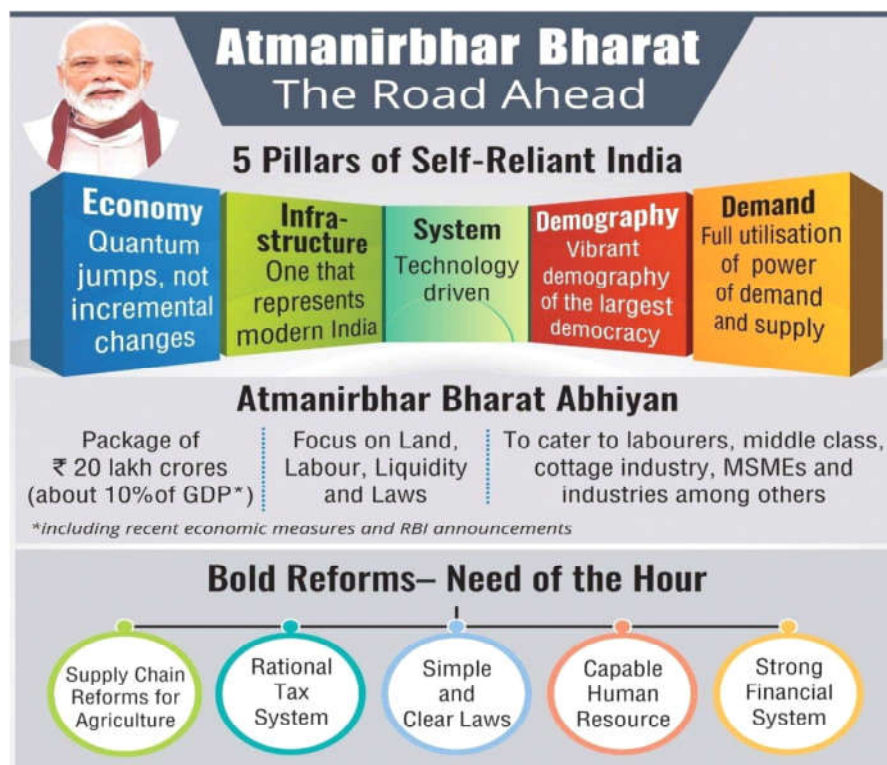 Atmanirbhar Bharat
The Road Ahead
5 Pillars of Self-Reliant India
Economy
Quantum
jumps, not
incremental
changes
Infra-
structure
One that
represents
modern India
System
Technology
driven
Demography
Vibrant
demography
of the largest
democracy
Demand
Full utilisation
of power
of demand
and supply
Atmanirbhar Bharat Abhiyan
Package of
₹ 20 lakh crores
(about 10%of GDP*)
Focus on Land,
Labour, Liquidity
and Laws
To cater to labourers, middle class,
cottage industry, MSMEs and
industries among others
*including recent economic measures and RBI announcements
Bold Reforms– Need of the Hour
Supply Chain
Reforms for
Agriculture
Rational
Tax
System
Simple
and
Clear Laws
Capable
Human
Resource
Strong
Financial
System